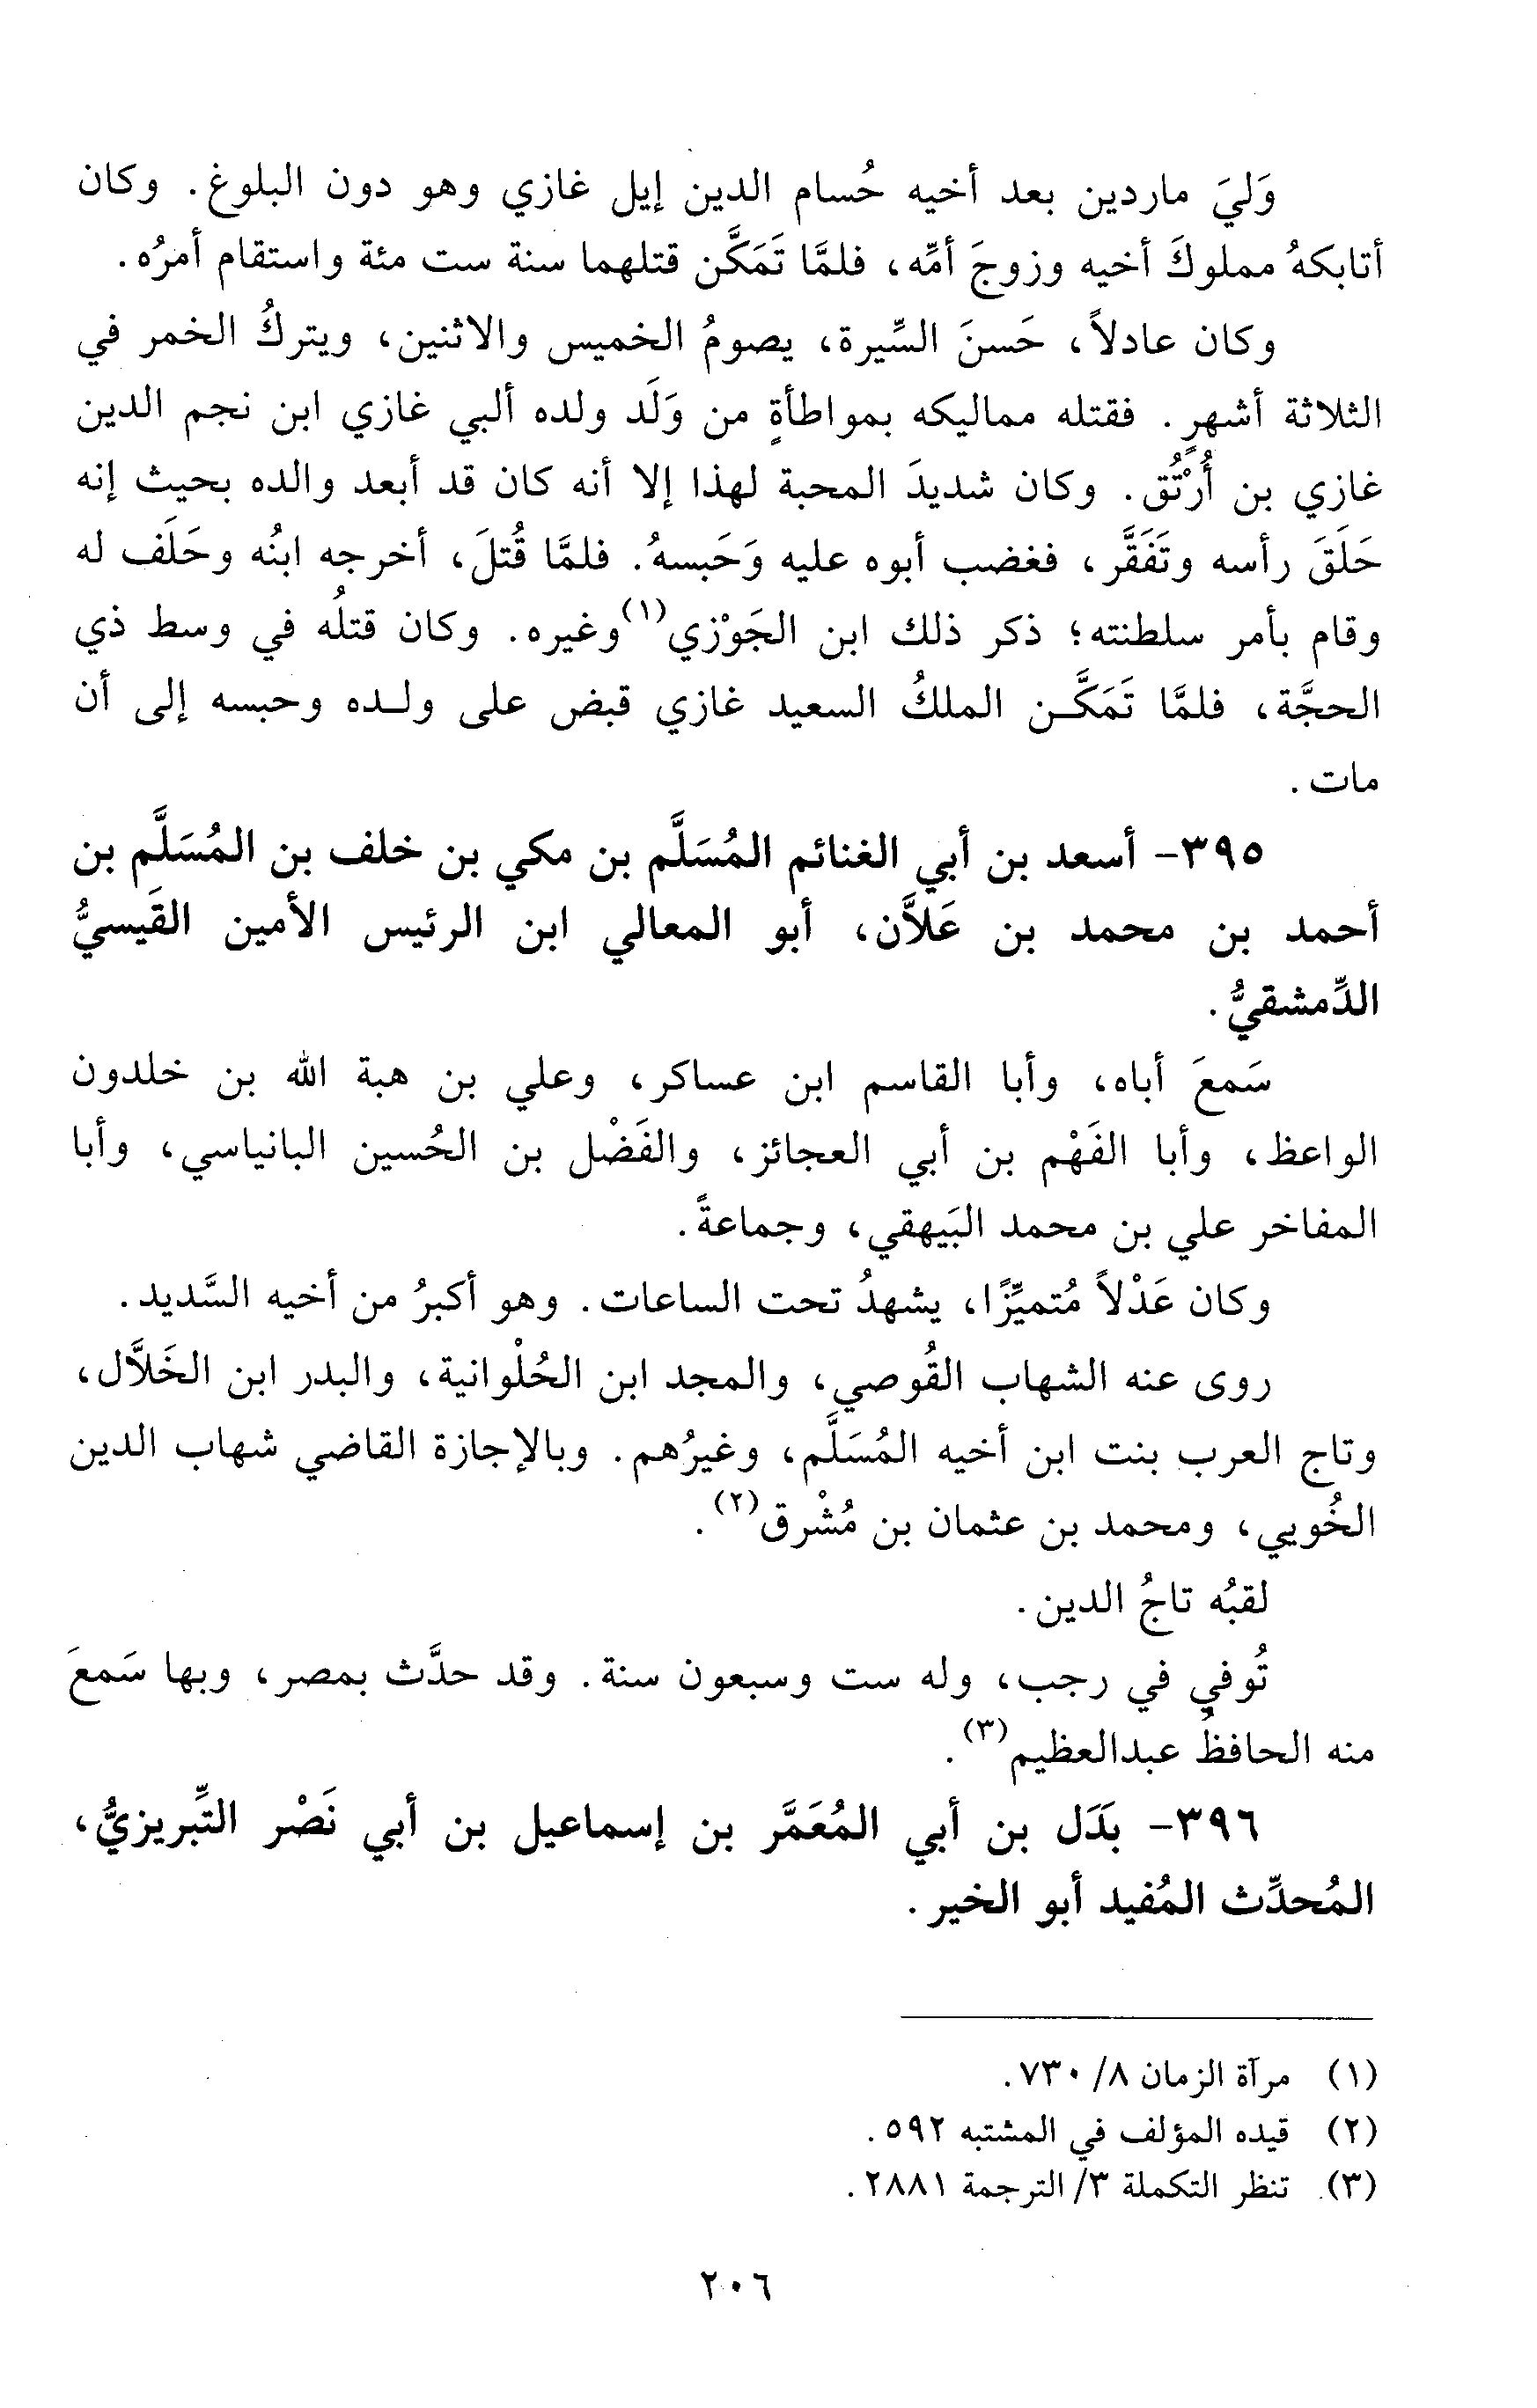 وَليَ ماردين بعد أخيه حُسام الدين إيل غازي وهو دون البلوغ. وكان
أتابكهُ مملوكَ أخيه وزوجَ أمِّه، فلمَّا تَمَكَّن قتلهما سنة ست مئة واستقام أمرُه.
وكان عادلاً، حَسنَ السِّيرة، يصومُ الخميس والاثنين، ويتركُ الخمر في
الثلاثة أشهرٍ. فقتله مماليكه بمواطأةٍ من وَلَد ولده ألبي غازي ابن نجم الدين
غازي بن أُرْتُق. وكان شديدَ المحبة لهذا إلا أنه كان قد أبعد والده بحيث إنه
حَلَقَ رأسه وتَفَقَّر، فغضب أبوه عليه وَحَبسهُ. فلمَّا قُتلَ، أخرجه ابنُه وحَلَف له
وقام بأمر سلطنته؛ ذكر ذلك ابن الجَوْزي(١) وغيره. وكان قتلُه في وسط ذي
الحجَّة، فلمَّا تَمَكَّـن الملكُ السعيد غازي قبض على ولـده وحبسه إلى أن
مات.
٣٩٥- أسعد بن أبي الغنائم المُسَلَّم بن مكي بن خلف بن المُسَلَّم بن
أحمد بن محمد بن عَلاَّن، أبو المعالي ابن الرئيس الأمين القَيسيُّ
الدِّمشقيُّ.
سَمعَ أباه، وأبا القاسم ابن عساكر، وعلي بن هبة الله بن خلدون
الواعظ، وأبا الفَهْم بن أبي العجائز، والفَضْل بن الحُسين البانياسي، وأبا
المفاخر علي بن محمد البَيهقي، وجماعةً.
وكان عَدْلاً مُتميِّزًا، يشهدُ تحت الساعات. وهو أكبرُ من أخيه السَّديد.
روى عنه الشهاب القُوصي، والمجد ابن الحُلْوانية، والبدر ابن الخَلاَّل،
وتاج العرب بنت ابن أخيه المُسَلَّم، وغيرُهم. وبالإجازة القاضي شهاب الدين
الخُويي، ومحمد بن عثمان بن مُشْرق(٢).
لقبُه تاجُ الدين.
تُوفي في رجب، وله ست وسبعون سنة. وقد حدَّث بمصر، وبها سَمعَ
منه الحافظُ عبدالعظيم(٣).
٣٩٦- بَدَل بن أبي المُعَمَّر بن إسماعيل بن أبي نَصْر التِّبريزيُّ،
المُحدِّث المُفيد أبو الخير.
(١) مرآة الزمان ٨/ ٧٣٠.
(٢) قيده المؤلف في المشتبه ٥٩٢.
(٣) تنظر التكملة ٣/ الترجمة ٢٨٨١.
٢٠٦